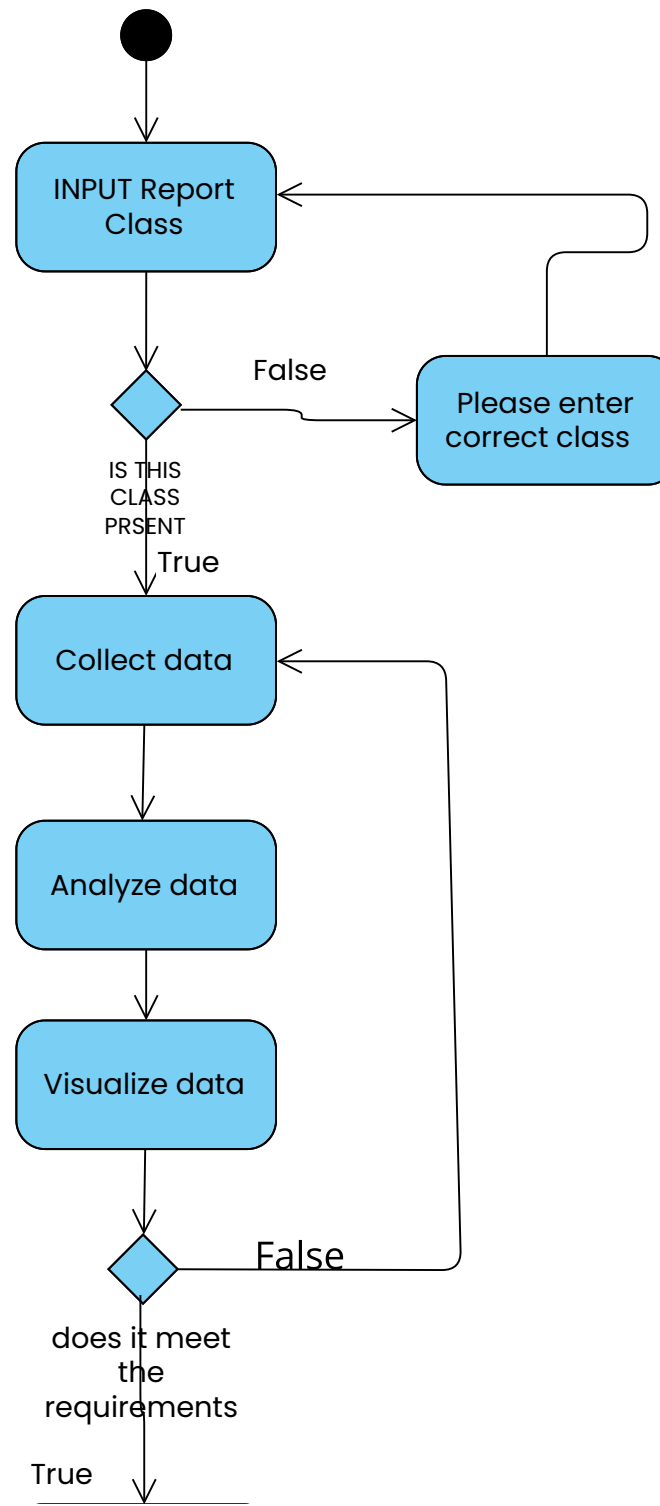 INPUT Report
Class
False
Please enter
correct class
IS THIS
CLASS
PRSENT
True
Collect data
Analyze data
Visualize data
False
does it meet
the
requirements
True